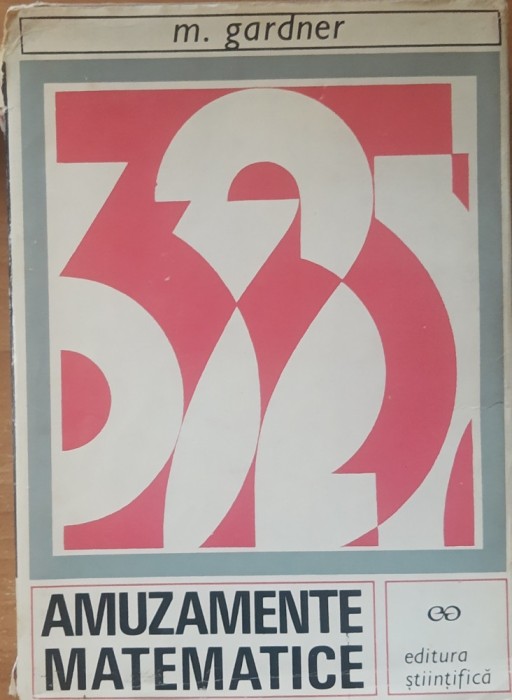 m. gardner
AMUZAMENTE
MATEMATICE
editura
științifică